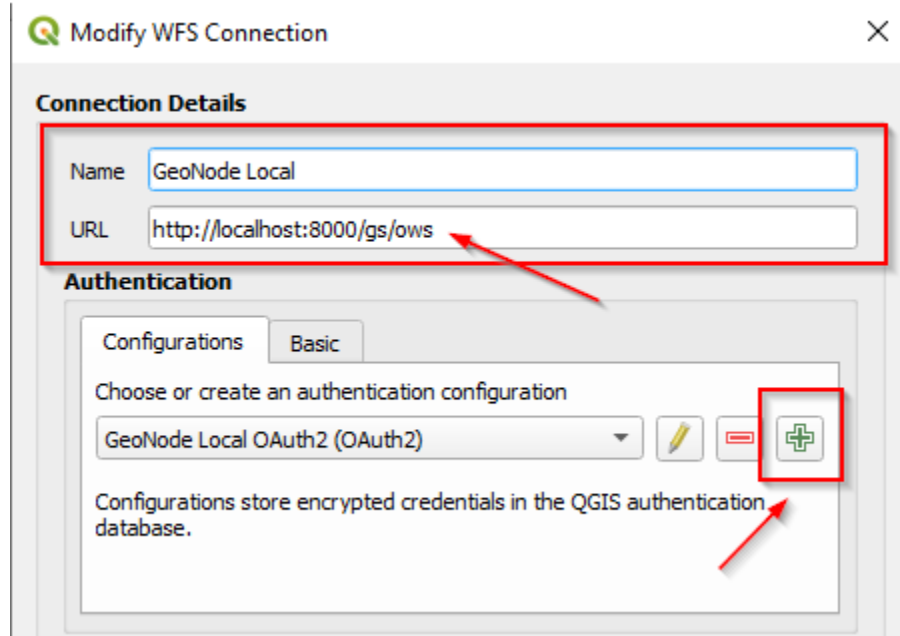 Modify WFS Connection
Connection Details
Name GeoNode Local
URL http://localhost:8000/gs/ows
Authentication
Configurations Basic
Choose or create an authentication configuration
GeoNode Local OAuth2 (OAuth2)
Configurations store encrypted credentials in the QGIS authentication
database.